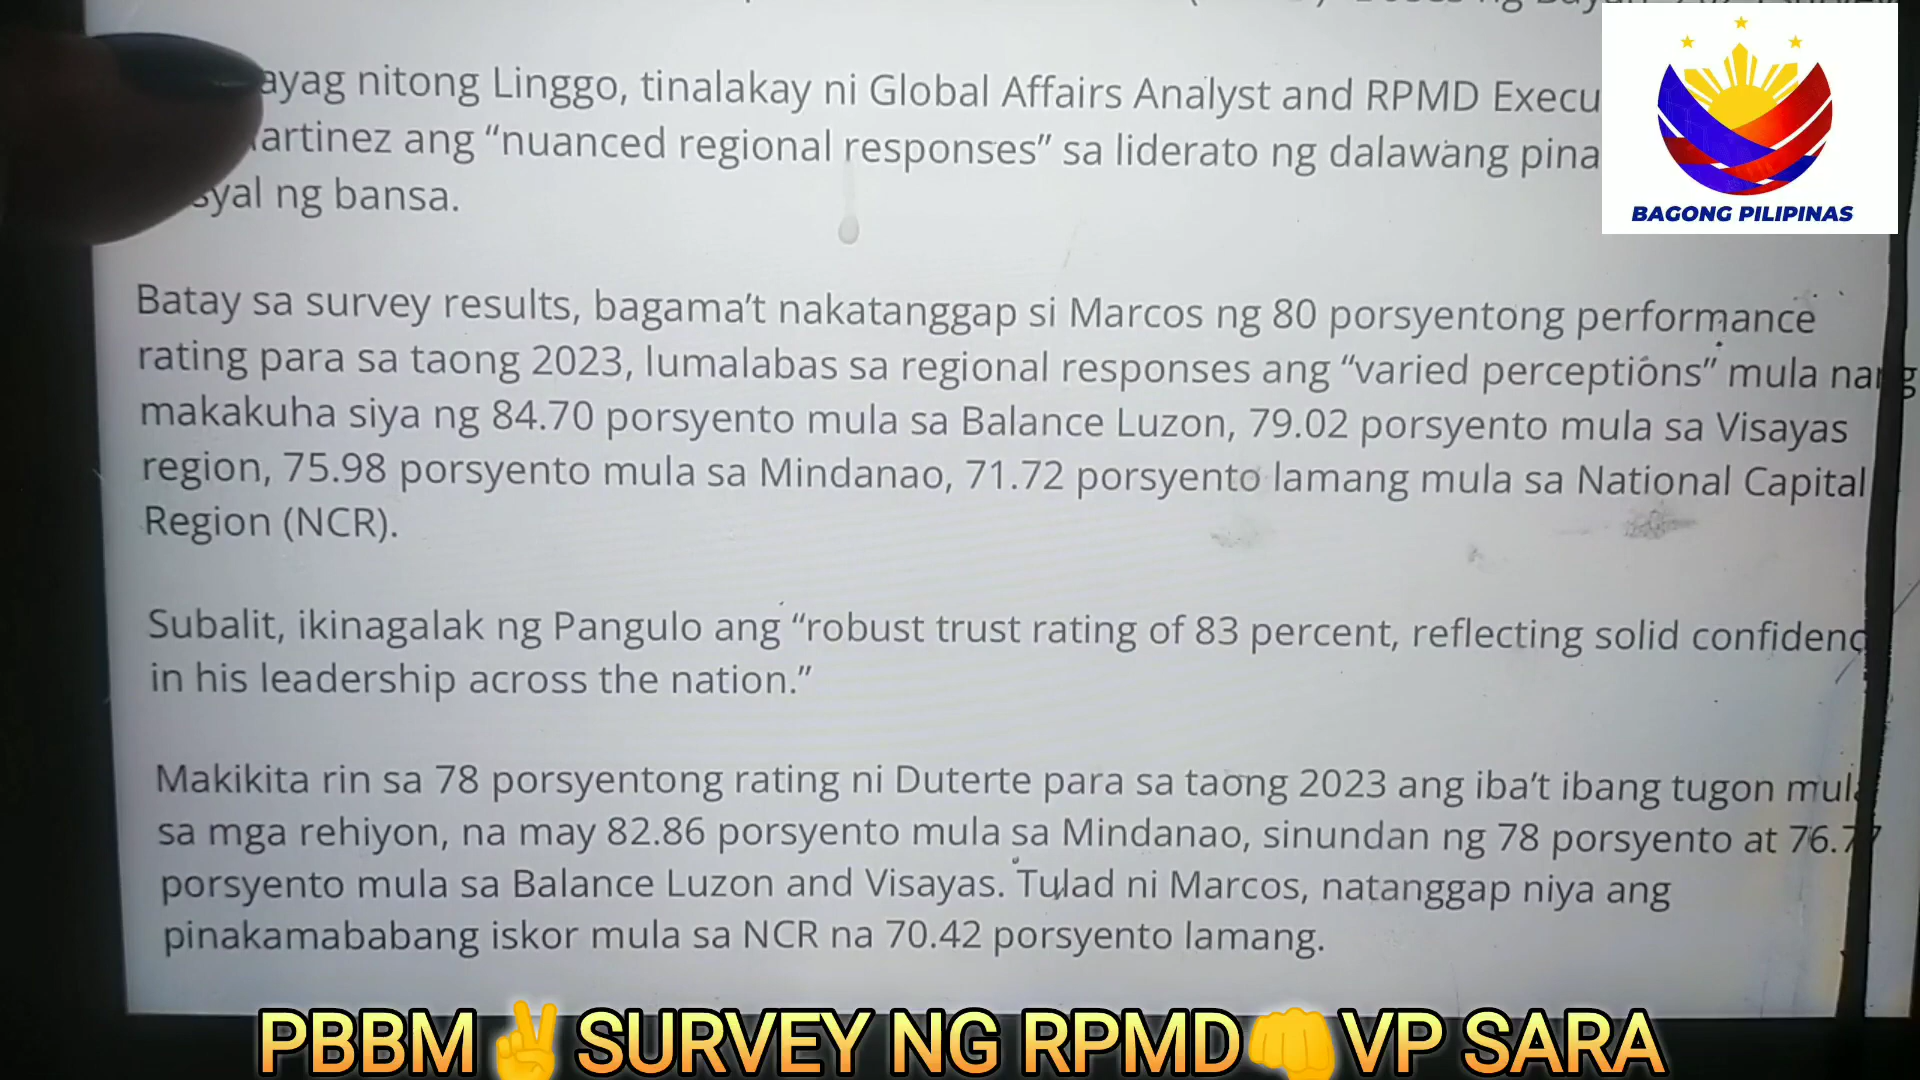 ayag nitong Linggo, tinalakay ni Global Affairs Analyst and RPMD Execu
artinez ang “nuanced regional responses” sa liderato ng dalawang pina
syal ng bansa.
BAGONG PILIPINAS
Batay sa survey results, bagama’t nakatanggap si Marcos ng 80 porsyentong performance
rating para sa taong 2023, lumalabas sa regional responses ang “varied perceptions” mula nang
makakuha siya ng 84.70 porsyento mula sa Balance Luzon, 79.02 porsyento mula sa Visayas
region, 75.98 porsyento mula sa Mindanao, 71.72 porsyento lamang mula sa National Capital
Region (NCR).
Subalit, ikinagalak ng Pangulo ang “robust trust rating of 83 percent, reflecting solid confidenc
in his leadership across the nation.”
Makikita rin sa 78 porsyentong rating ni Duterte para sa taong 2023 ang iba’t ibang tugon mula
sa mga rehiyon, na may 82.86 porsyento mula sa Mindanao, sinundan ng 78 porsyento at 76.77
porsyento mula sa Balance Luzon and Visayas. Tulad ni Marcos, natanggap niya ang
pinakamababang iskor mula sa NCR na 70.42 porsyento lamang.
PBBM✌SURVEY NG RPMD👊VP SARA